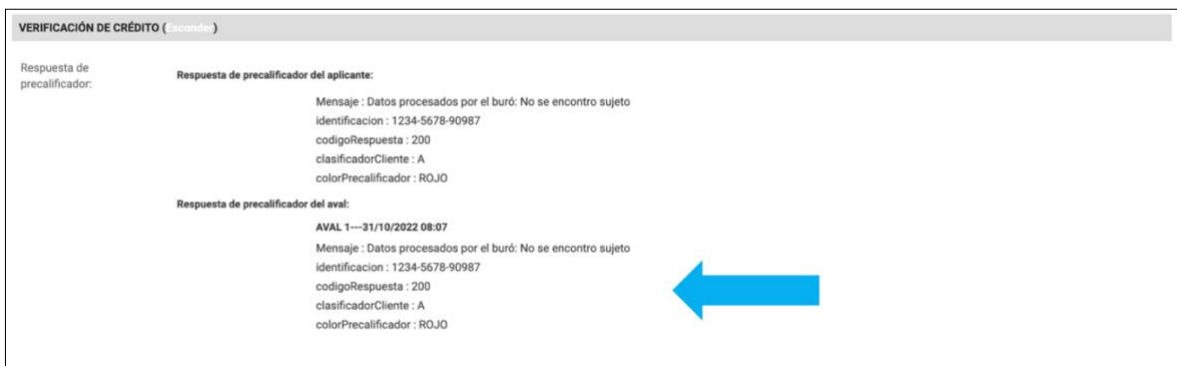 VERIFICACIÓN DE CRÉDITO (Esconder)
Respuesta de
precalificador:
Respuesta de precalificador del aplicante:
Mensaje : Datos procesados por el buró: No se encontro sujeto
identificacion : 1234-5678-90987
codigoRespuesta : 200
clasificadorCliente : A
colorPrecalificador : ROJO
Respuesta de precalificador del aval:
AVAL 1---31/10/2022 08:07
Mensaje : Datos procesados por el buró: No se encontro sujeto
identificacion : 1234-5678-90987
codigoRespuesta : 200
clasificadorCliente : A
colorPrecalificador : ROJO